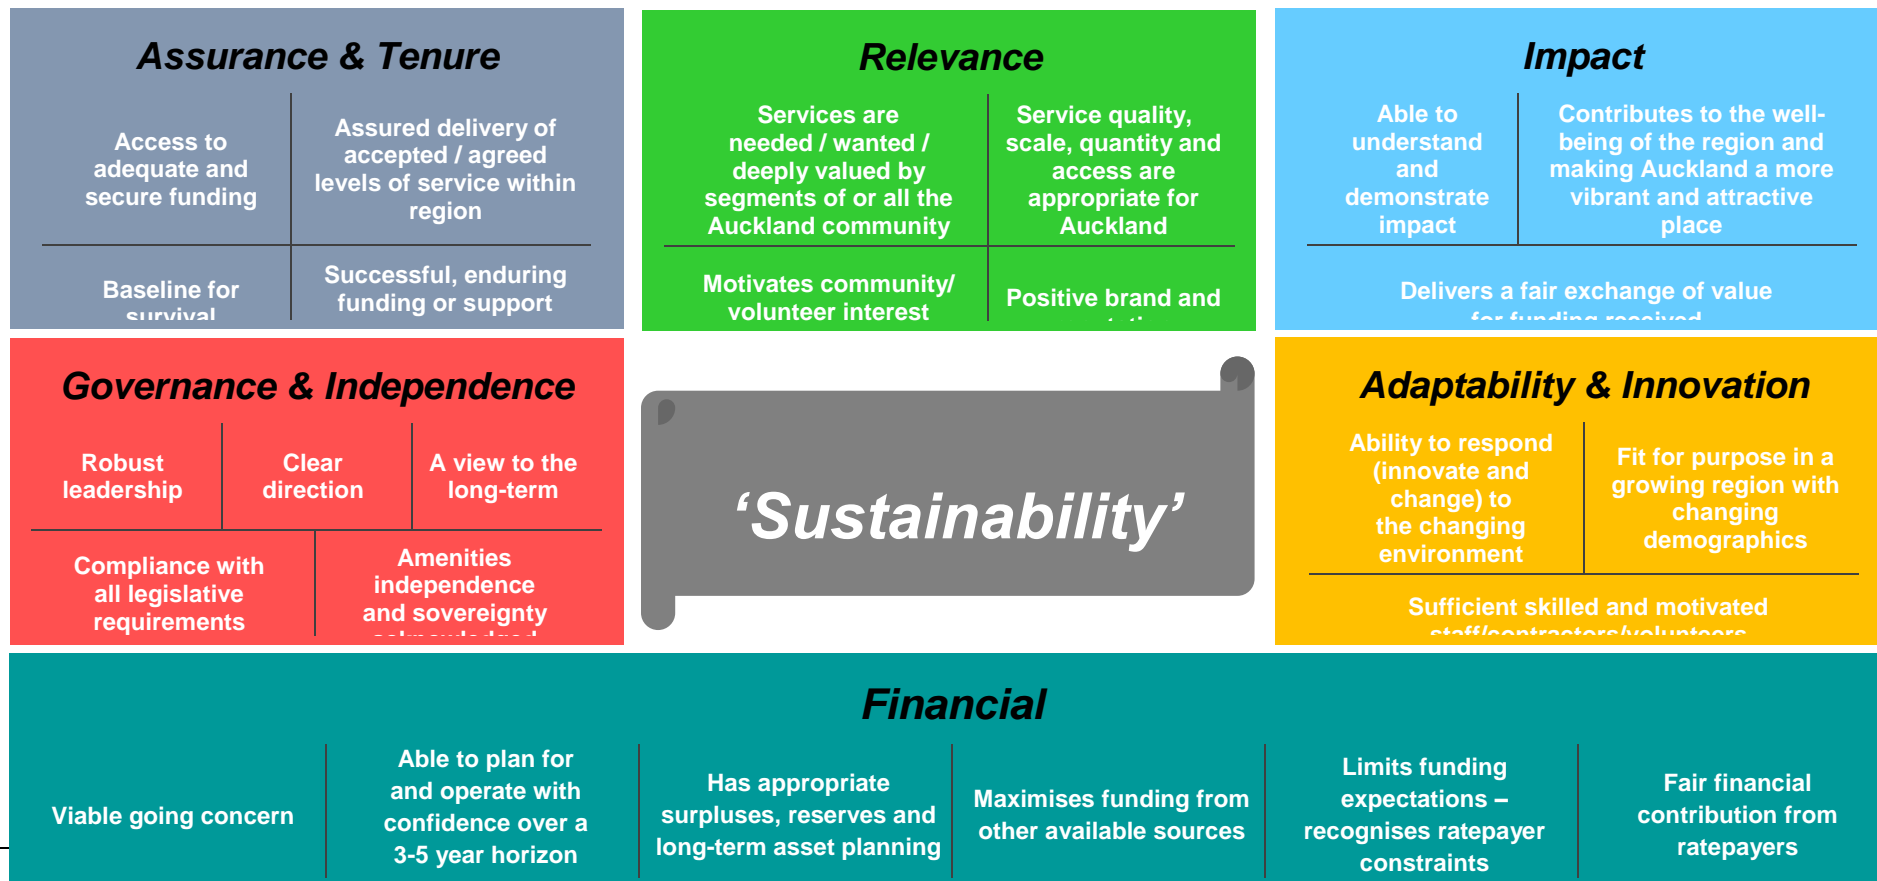 Assurance & Tenure
Access to
adequate and
secure funding
Assured delivery of
accepted / agreed
levels of service within
region
Baseline for
survival
Successful, enduring
funding or support
Relevance
Services are
needed / wanted /
deeply valued by
segments of or all the
Auckland community
Service quality,
scale, quantity and
access are
appropriate for
Auckland
Motivates community/
volunteer interest
Positive brand and
Impact
Able to
understand
and
demonstrate
impact
Contributes to the well-
being of the region and
making Auckland a more
vibrant and attractive
place
Delivers a fair exchange of value
for funding received
Governance & Independence
Robust
leadership
Clear
direction
A view to the
long-term
Compliance with
all legislative
requirements
Amenities
independence
and sovereignty
acknowledged
‘Sustainability’
Adaptability & Innovation
Ability to respond
(innovate and
change) to
the changing
environment
Fit for purpose in a
growing region with
changing
demographics
Sufficient skilled and motivated
staff/contractors/volunteers
Financial
Viable going concern
Able to plan for
and operate with
confidence over a
3-5 year horizon
Has appropriate
surpluses, reserves and
long-term asset planning
Maximises funding from
other available sources
Limits funding
expectations –
recognises ratepayer
constraints
Fair financial
contribution from
ratepayers